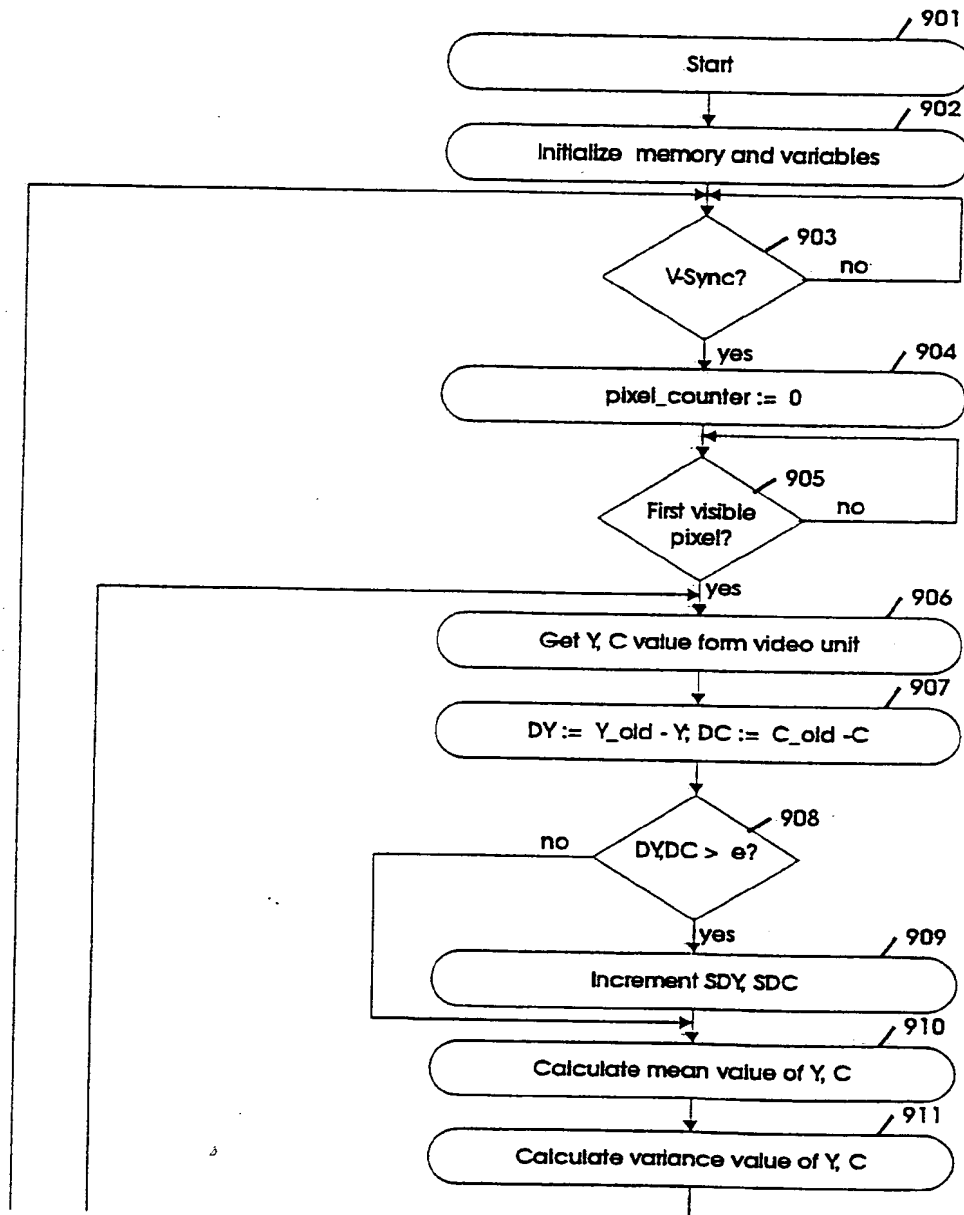 901
Start
902
Initialize memory and variables
903
V-Sync?
no
yes
904
pixel_counter := 0
905
First visible
pixel?
no
yes
906
Get Y, C value form video unit
907
DY := Y_old - Y; DC := C_old -C
908
no
DY,DC > e?
yes
909
Increment SDY, SDC
910
Calculate mean value of Y, C
911
Calculate variance value of Y, C